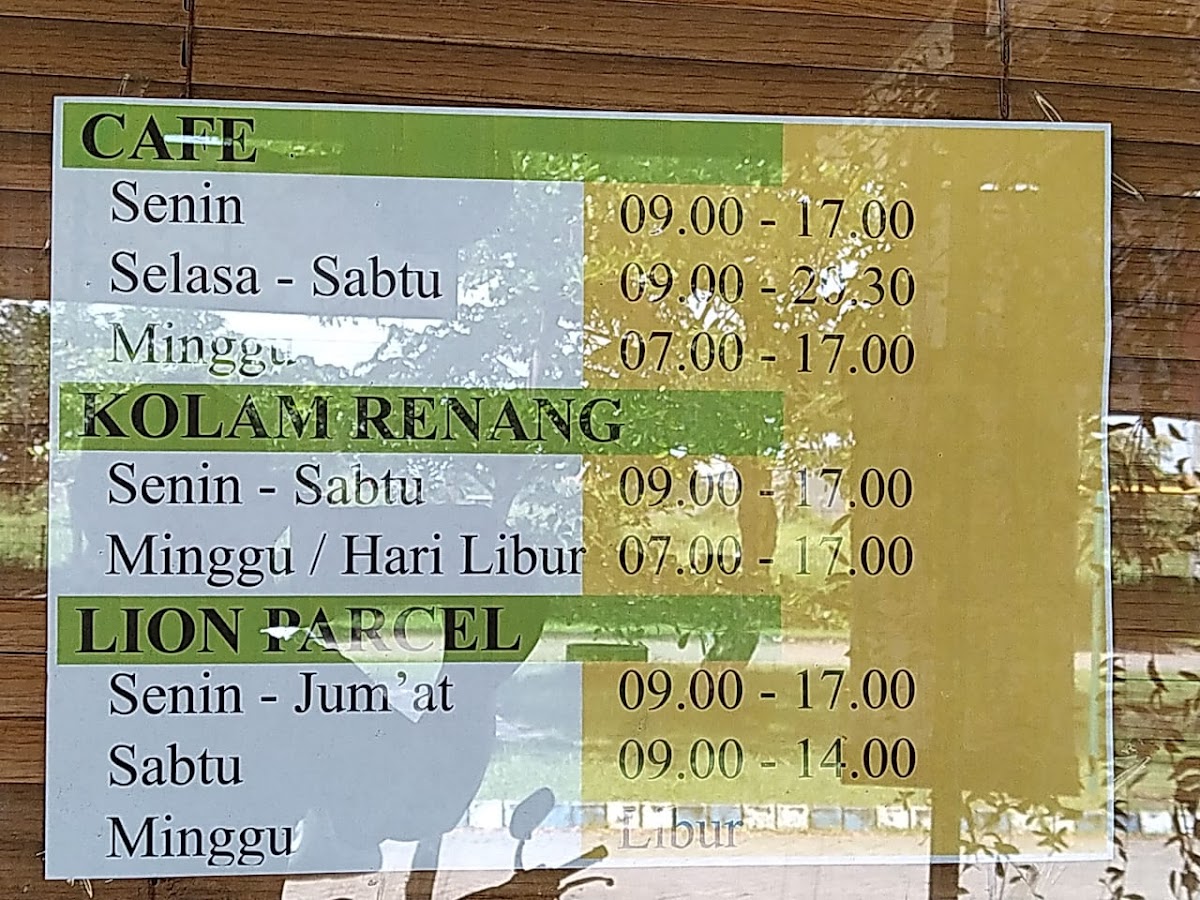 CAFE
Senin 09.00 - 17.00
Selasa - Sabtu 09.00 - 20.30
Minggu 07.00 - 17.00
KOLAM RENANG
Senin - Sabtu 09.00 - 17.00
Minggu / Hari Libur 07.00 - 17.00
LION PARCEL
Senin - Jum'at 09.00 - 17.00
Sabtu 09.00 - 14.00
Minggu Libur